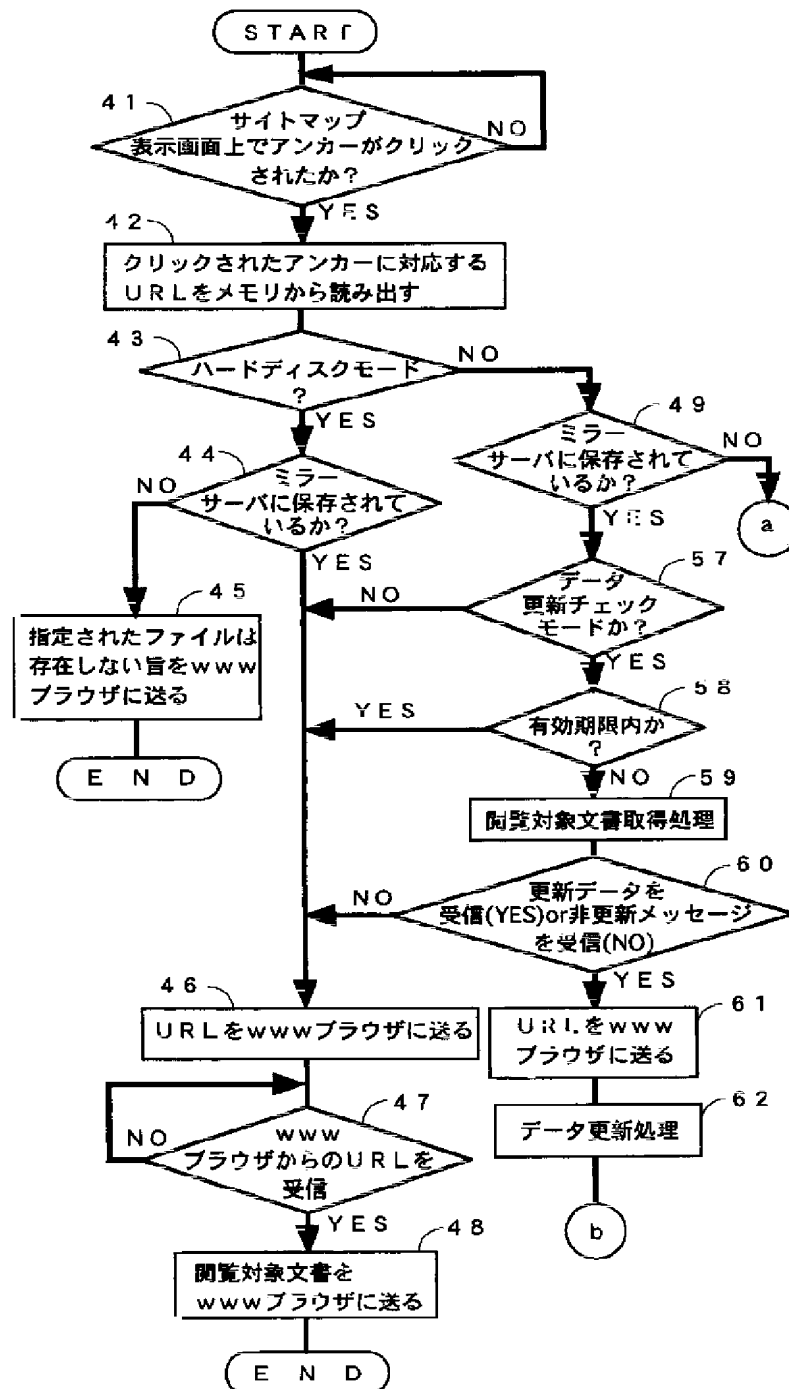 START
41
サイトマップ
表示画面上でアンカーがクリック
されたか?
NO
YES
42
クリックされたアンカーに対応する
URLをメモリから読み出す
43
ハードディスクモード
?
NO
YES
44
ミラー
サーバに保存されて
いるか?
NO
YES
49
ミラー
サーバに保存されて
いるか?
NO
a
YES
45
指定されたファイルは
存在しない旨をwww
ブラウザに送る
END
57
データ
更新チェック
モードか?
NO
YES
58
有効期限内か
?
YES
NO
59
閲覧対象文書取得処理
60
更新データを
受信(YES)or非更新メッセージ
を受信(NO)
NO
YES
46
URLをwwwブラウザに送る
61
URLをwww
ブラウザに送る
62
データ更新処理
b
47
www
ブラウザからのURLを
受信
NO
YES
48
閲覧対象文書を
wwwブラウザに送る
END